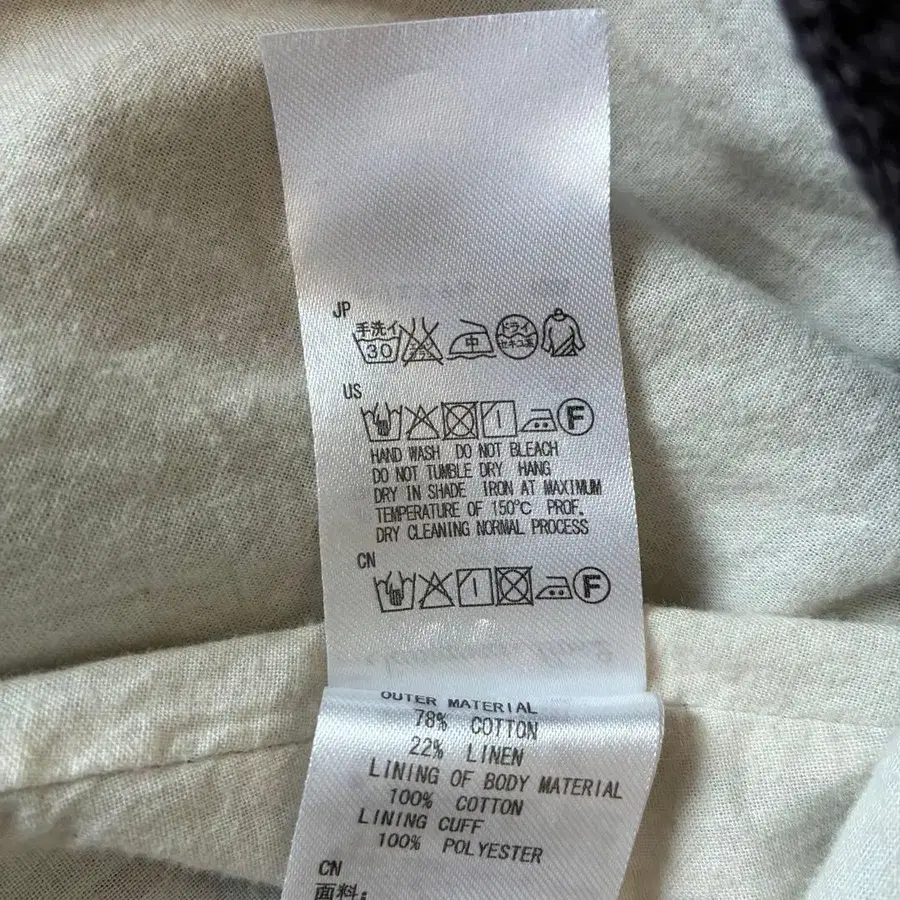 JP
手洗イ
30
中
ドライ
セキユ系
US
F
HAND WASH DO NOT BLEACH
DO NOT TUMBLE DRY HANG
DRY IN SHADE IRON AT MAXIMUM
TEMPERATURE OF 150℃ PROF.
DRY CLEANING NORMAL PROCESS
CN
F
OUTER MATERIAL
78% COTTON
22% LINEN
LINING OF BODY MATERIAL
100% COTTON
LINING CUFF
100% POLYESTER
CN
面料: